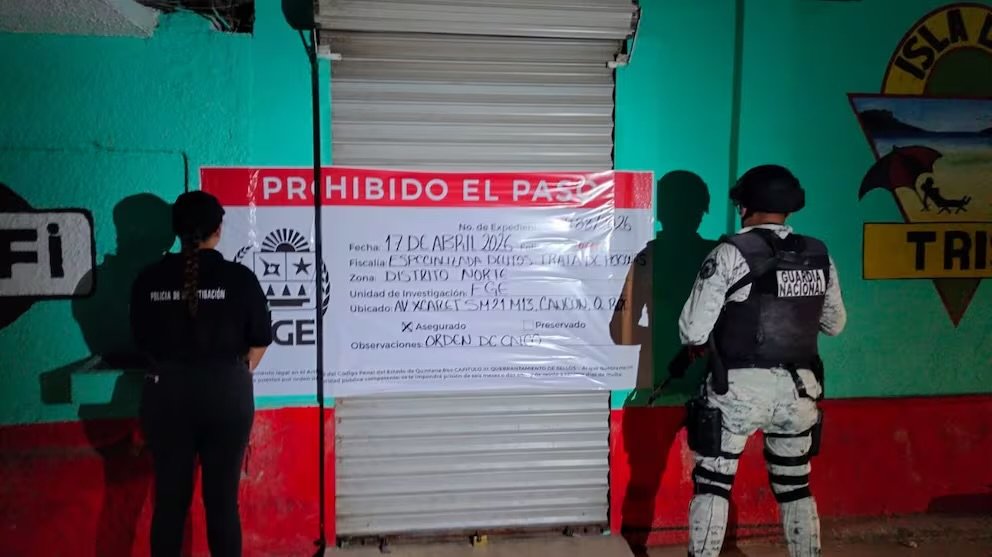 PROHIBIDO EL PASO
No. de Expediente
Fecha: 17 DE ABRIL 2026
Fiscalía: ESPECIALIZADA DELITOS TRATA DE PERSONAS
Zona: DISTRITO NORTE
Unidad de Investigación: FGE
Ubicado: AV XCARET SM21 M13, CANCUN, Q. ROO
X Asegurado Preservado
Observaciones: ORDEN DE CATEO
FGE
Fi
POLICIA DE INVESTIGACIÓN
GUARDIA
NACIONAL
ISLA
TRIS